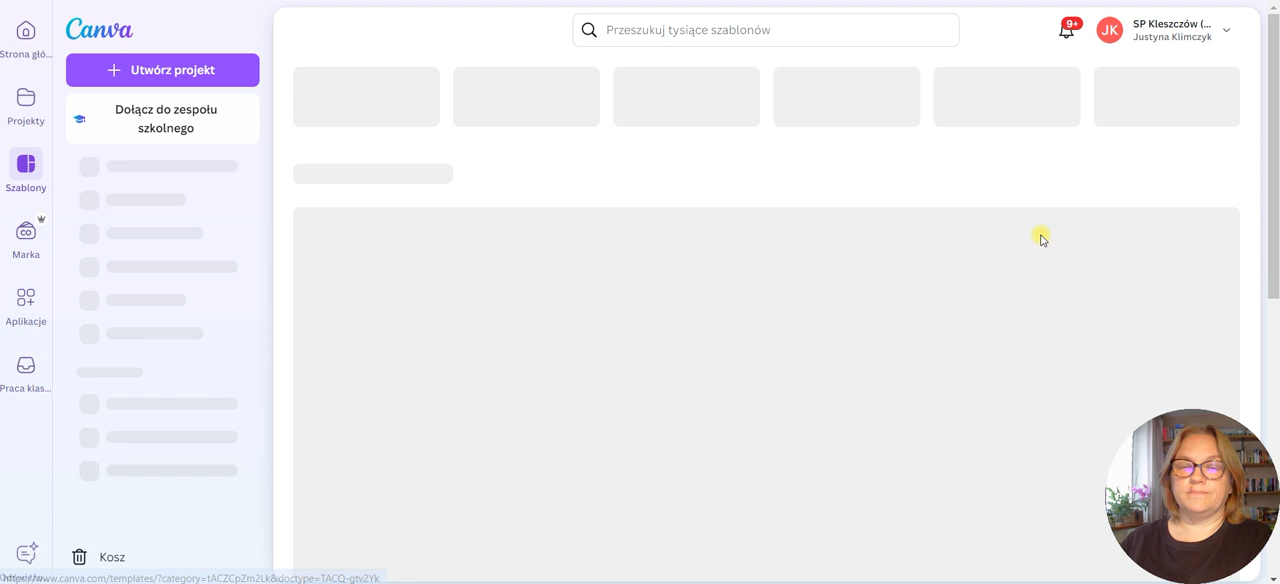 Canva
Przeszukuj tysiące szablonów
9+
JK
SP Kleszczów (...
Justyna Klimczyk
Strona głó...
Utwórz projekt
Dołącz do zespołu
szkolnego
Projekty
Szablony
Marka
Aplikacje
Praca klas...
Kosz
https://www.canva.com/templates/?category=tACZCpZm2Lk&doctype=TACQ-gtv2Yk